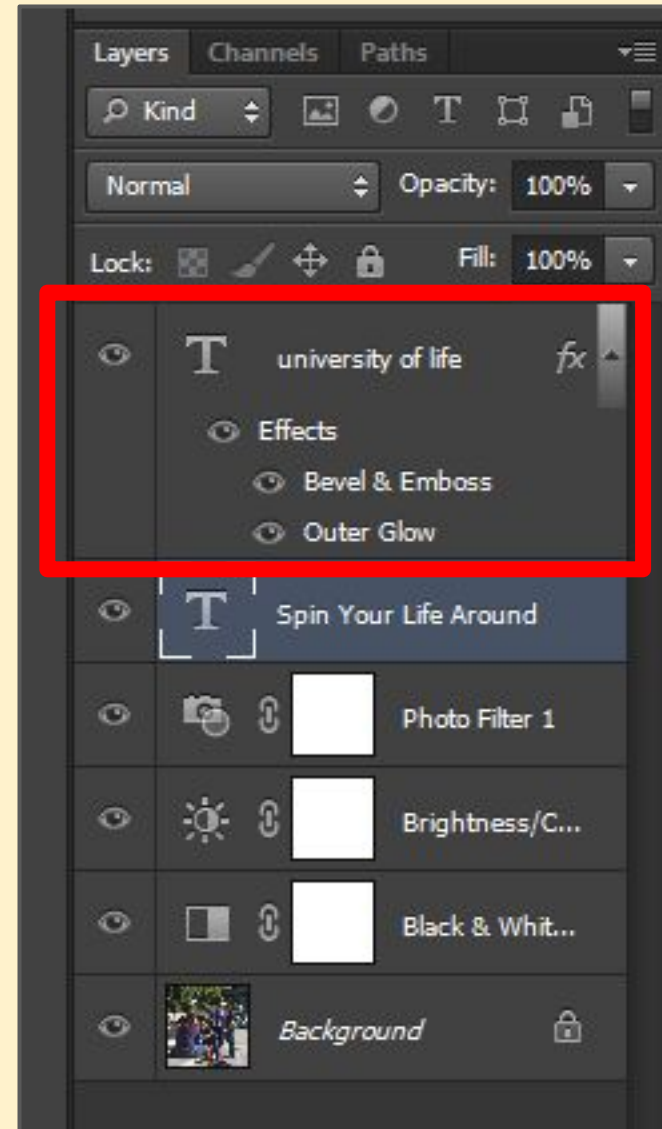 Layers Channels Paths
Kind T
Normal Opacity: 100%
Lock: Fill: 100%
T university of life fx
Effects
Bevel & Emboss
Outer Glow
T Spin Your Life Around
Photo Filter 1
Brightness/C...
Black & Whit...
Background